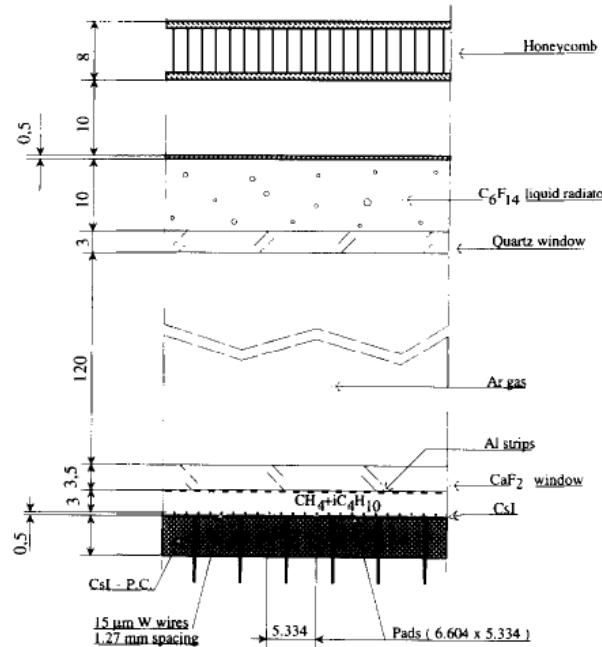 8
Honeycomb
10
0,5
10
C6F14 liquid radiato
3
Quartz window
120
Ar gas
Al strips
3,5
CaF2 window
CH4+iC4H10
3
CsI
0,5
CsI - P.C.
15 µm W wires
1.27 mm spacing
5.334
Pads ( 6.604 x 5.334 )